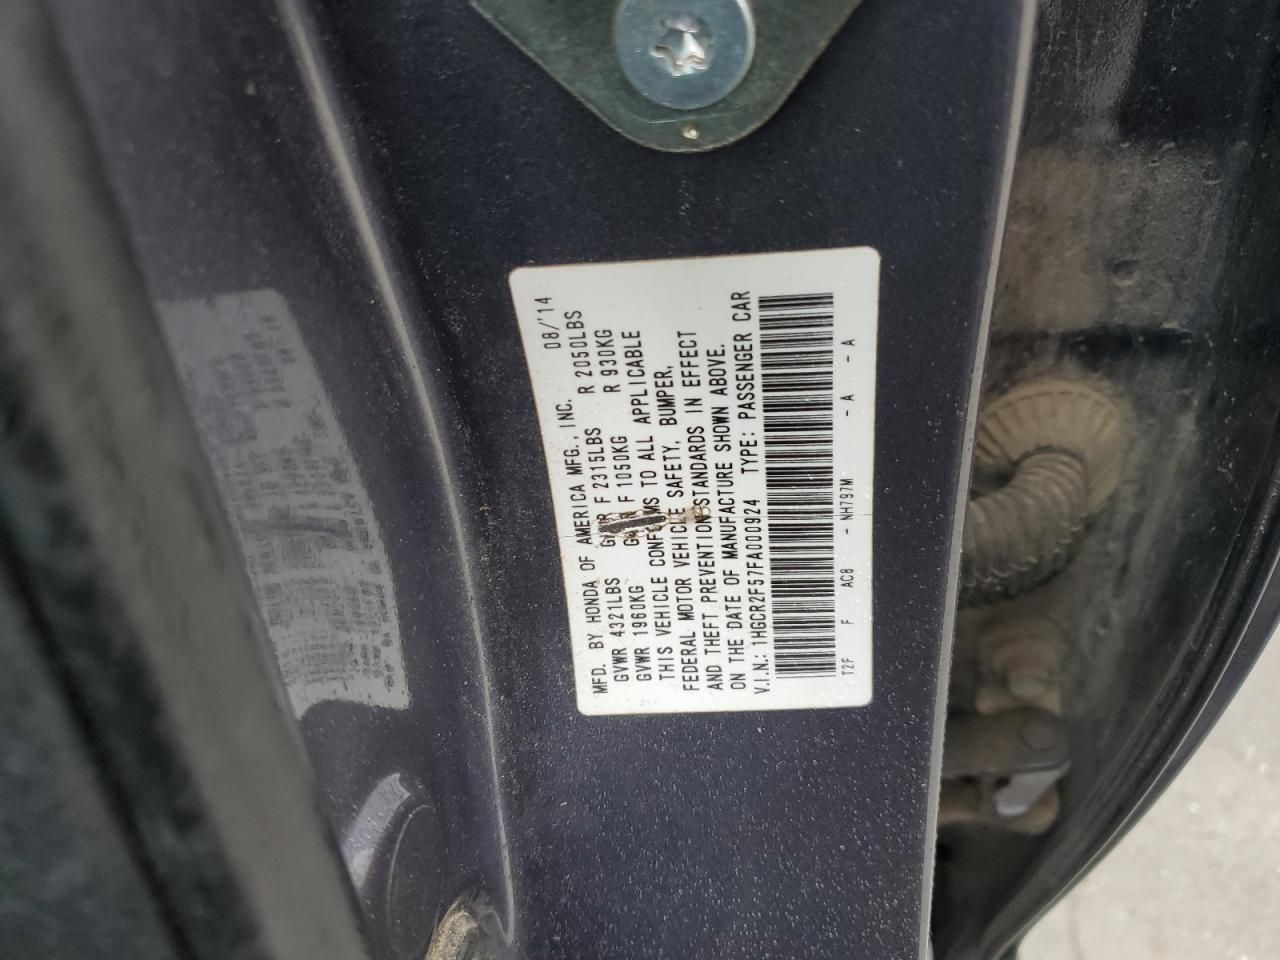 MFD. BY HONDA OF AMERICA MFG., INC. 08/'14
GVWR 4321LBS F 2315LBS R 2050LBS
GVWR 1960KG F 1050KG R 930KG
THIS VEHICLE CONFORMS TO ALL APPLICABLE
FEDERAL MOTOR VEHICLE SAFETY, BUMPER,
AND THEFT PREVENTION STANDARDS IN EFFECT
ON THE DATE OF MANUFACTURE SHOWN ABOVE.
V.I.N.: 1HGCR2F57FA000924 TYPE: PASSENGER CAR
T2F F AC8 - NH797M - A - A